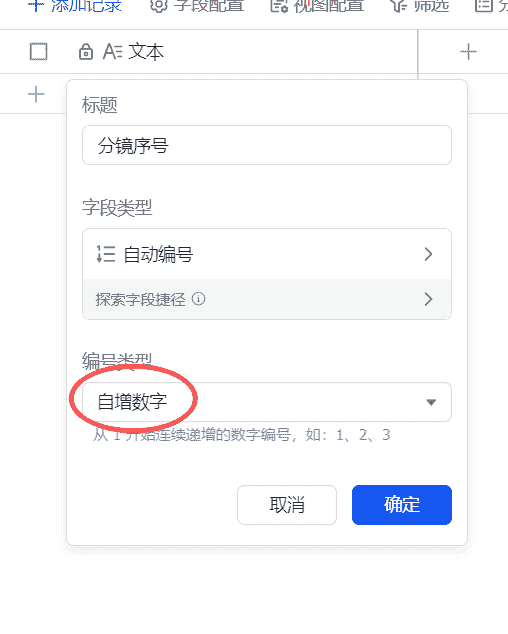 添加记录 字段配置 视图配置 筛选
文本
标题
分镜序号
字段类型
自动编号
探索字段捷径
编号类型
自增数字
从 1 开始连续递增的数字编号，如：1、2、3
取消 确定